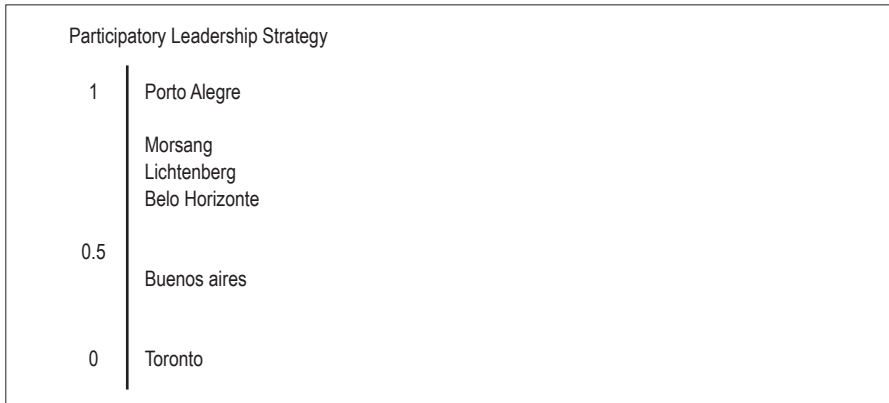 Participatory Leadership Strategy
1 Porto Alegre
Morsang
Lichtenberg
Belo Horizonte
0.5
Buenos aires
0 Toronto